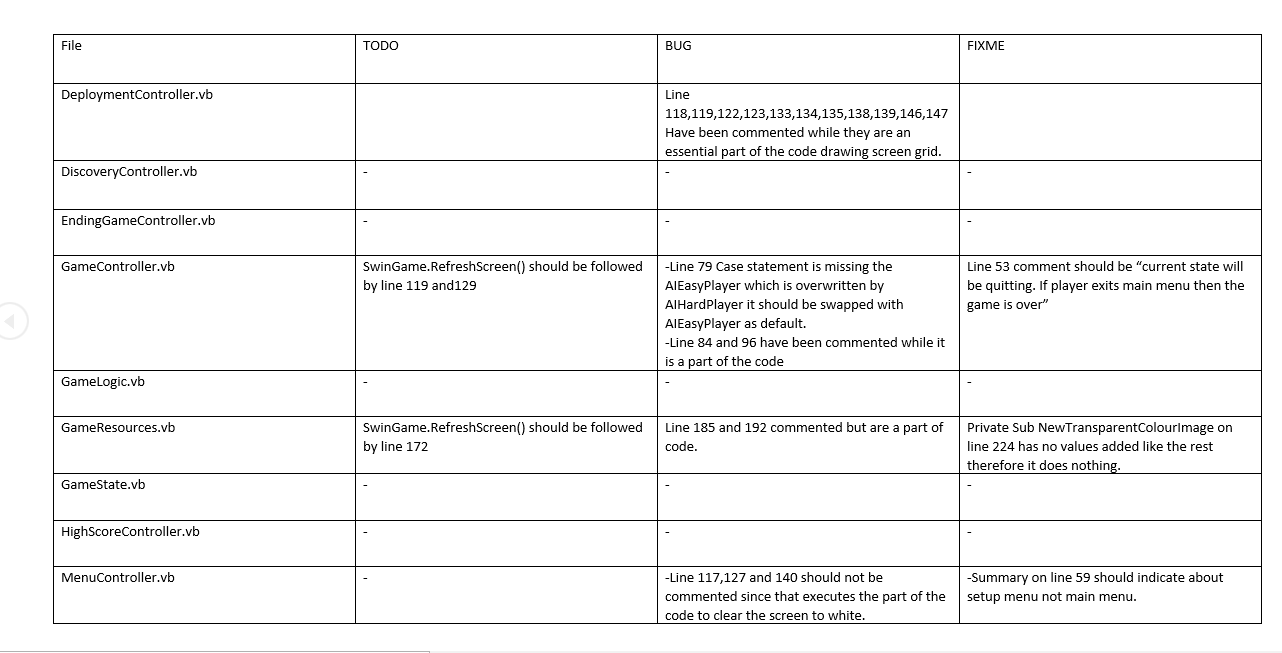 File
TODO
BUG
FIXME
DeploymentController.vb
Line
118,119,122,123,133,134,135,138,139,146,147
Have been commented while they are an
essential part of the code drawing screen grid.
DiscoveryController.vb
-
-
-
EndingGameController.vb
-
-
-
GameController.vb
SwinGame.RefreshScreen() should be followed
by line 119 and129
-Line 79 Case statement is missing the
AIEasyPlayer which is overwritten by
AIHardPlayer it should be swapped with
AIEasyPlayer as default.
-Line 84 and 96 have been commented while it
is a part of the code
Line 53 comment should be “current state will
be quitting. If player exits main menu then the
game is over”
GameLogic.vb
-
-
-
GameResources.vb
SwinGame.RefreshScreen() should be followed
by line 172
Line 185 and 192 commented but are a part of
code.
Private Sub NewTransparentColourImage on
line 224 has no values added like the rest
therefore it does nothing.
GameState.vb
-
-
-
HighScoreController.vb
-
-
-
MenuController.vb
-
-Line 117,127 and 140 should not be
commented since that executes the part of the
code to clear the screen to white.
-Summary on line 59 should indicate about
setup menu not main menu.